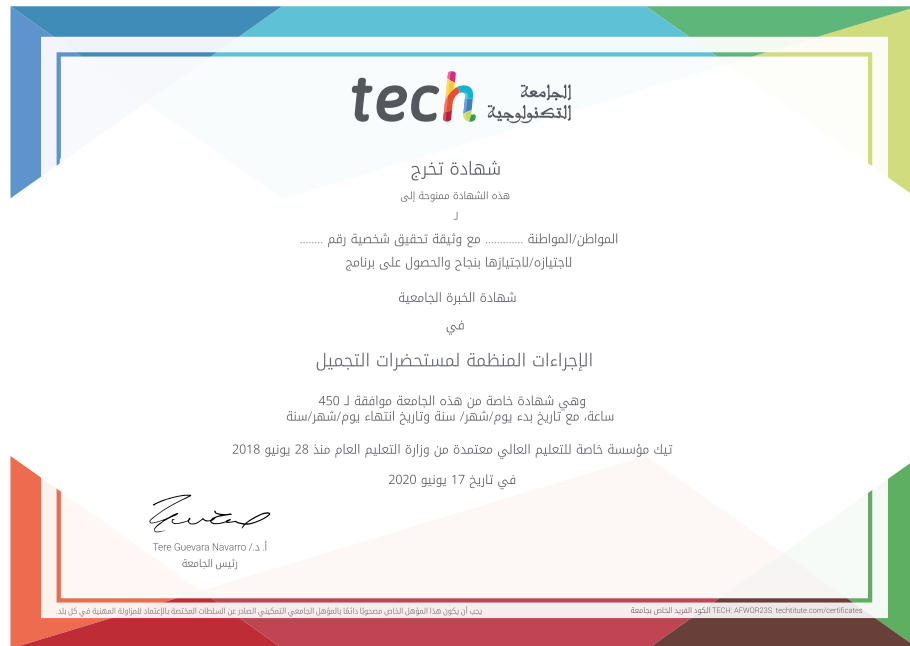 tech
الجامعة
التكنولوجية
شهادة تخرج
هذه الشهادة ممنوحة إلى
لـ
المواطن/المواطنة ............ مع وثيقة تحقيق شخصية رقم ........
لاجتيازه/لاجتيازها بنجاح والحصول على برنامج
شهادة الخبرة الجامعية
في
الإجراءات المنظمة لمستحضرات التجميل
وهي شهادة خاصة من هذه الجامعة موافقة لـ 450
ساعة، مع تاريخ بدء يوم/شهر/ سنة وتاريخ انتهاء يوم/شهر/سنة
تيك مؤسسة خاصة للتعليم العالي معتمدة من وزارة التعليم العام منذ 28 يونيو 2018
في تاريخ 17 يونيو 2020
أ. د./ Tere Guevara Navarro
رئيس الجامعة
يجب أن يكون هذا المؤهل الخاص مصحوبًا دائمًا بالمؤهل الجامعي التمكيني الصادر عن السلطات المختصة بالإعتماد للمزاولة المهنية في كل بلد.
الكود الفريد الخاص بجامعة TECH: AFWOR23S techtitute.com/certificates